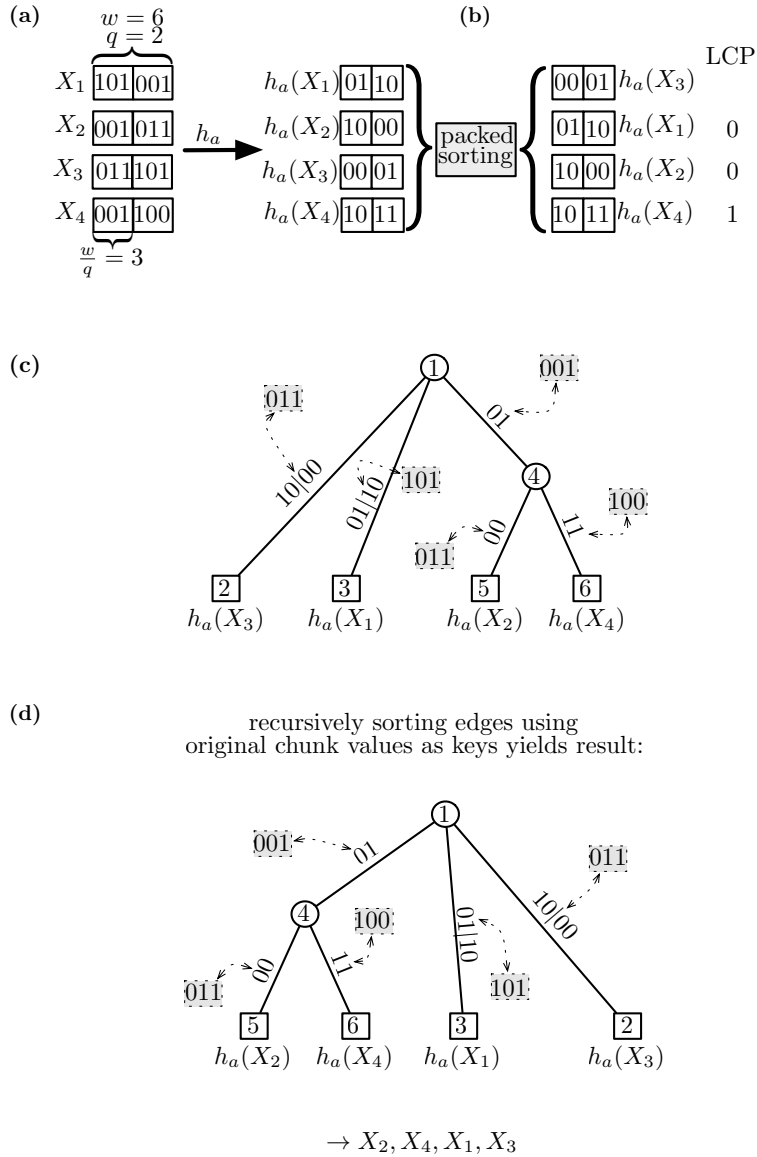 (a)
w = 6
q = 2
(b)
LCP
X₁ 101 001
h_a(X₁) 01 10
00 01 h_a(X₃)
X₂ 001 011
h_a
h_a(X₂) 10 00
packed
sorting
01 10 h_a(X₁) 0
X₃ 011 101
h_a(X₃) 00 01
10 00 h_a(X₂) 0
X₄ 001 100
h_a(X₄) 10 11
10 11 h_a(X₄) 1
w/q = 3
(c)
1
001
011
01
101
10|00
01|10
4
100
011
00
11
2
3
5
6
h_a(X₃)
h_a(X₁)
h_a(X₂)
h_a(X₄)
(d)
recursively sorting edges using
original chunk values as keys yields result:
1
001
01
011
10|00
4
100
01|10
011
00
11
101
5
6
3
2
h_a(X₂)
h_a(X₄)
h_a(X₁)
h_a(X₃)
→ X₂, X₄, X₁, X₃